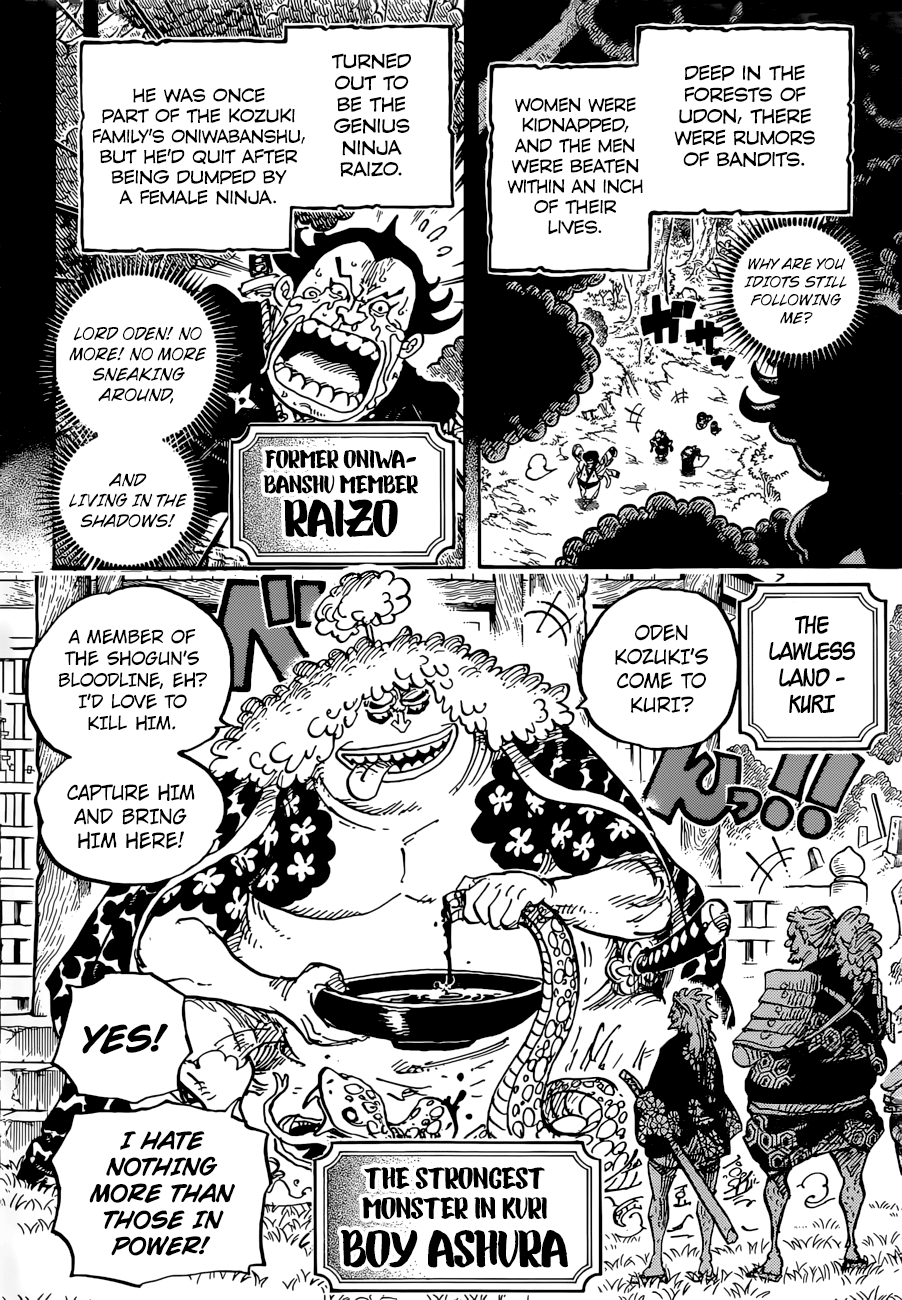 DEEP IN THE
FORESTS OF
UDON, THERE
WERE RUMORS
OF BANDITS.
WOMEN WERE
KIDNAPPED,
AND THE MEN
WERE BEATEN
WITHIN AN INCH
OF THEIR
LIVES.
WHY ARE YOU
IDIOTS STILL
FOLLOWING
ME?
ガサ
TURNED
OUT TO
BE THE
GENIUS
NINJA
RAIZO.
HE WAS ONCE
PART OF THE KOZUKI
FAMILY'S ONIWABANSHU,
BUT HE'D QUIT AFTER
BEING DUMPED BY
A FEMALE NINJA.
LORD ODEN! NO
MORE! NO MORE
SNEAKING
AROUND,
AND
LIVING IN THE
SHADOWS!
FORMER ONIWA-
BANSHU MEMBER
RAIZO
THE
LAWLESS
LAND -
KURI
ODEN
KOZUKI'S
COME TO
KURI?
べべんっ!!
A MEMBER OF
THE SHOGUN'S
BLOODLINE, EH?
I'D LOVE TO
KILL HIM.
CAPTURE HIM
AND BRING
HIM HERE!
YES!
I HATE
NOTHING
MORE THAN
THOSE IN
POWER!
THE STRONGEST
MONSTER IN KURI
BOY ASHURA